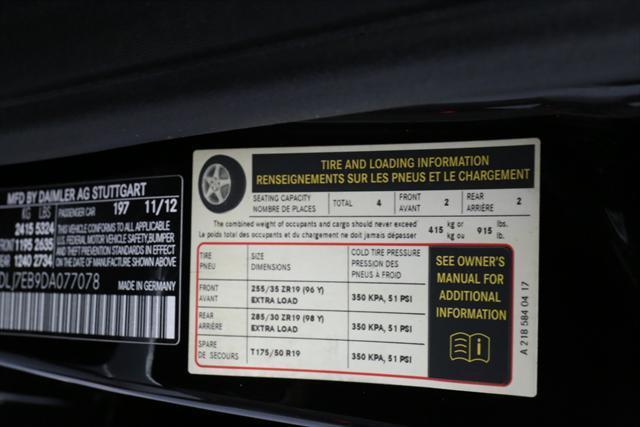 MFD BY DAIMLER AG STUTTGART
KG LBS PASSENGER CAR 197 11/12
2415 5324 THIS VEHICLE CONFORMS TO ALL APPLICABLE
FRONT 1195 2635 U.S. FEDERAL MOTOR VEHICLE SAFETY, BUMPER
AND THEFT PREVENTION STANDARDS IN EFFECT
1240 2734 ON THE DATE OF MANUFACTURE SHOWN ABOVE
DLJ7EB9DA077078
MADE IN GERMANY
TIRE AND LOADING INFORMATION
RENSEIGNEMENTS SUR LES PNEUS ET LE CHARGEMENT
SEATING CAPACITY
NOMBRE DE PLACES
TOTAL 4
FRONT
AVANT
2
REAR
ARRIÈRE
2
The combined weight of occupants and cargo should never exceed
La poids total des occupants et du chargement ne doit jamais dépasser
415 kg or
kg ou
915 lbs.
lb.
TIRE
PNEU
SIZE
DIMENSIONS
COLD TIRE PRESSURE
PRESSION DES
PNEUS À FROID
FRONT
AVANT
255/35 ZR19 (96 Y)
EXTRA LOAD
350 KPA, 51 PSI
REAR
ARRIÈRE
285/30 ZR19 (98 Y)
EXTRA LOAD
350 KPA, 51 PSI
SPARE
DE SECOURS
T175/50 R19
350 KPA, 51 PSI
SEE OWNER'S
MANUAL FOR
ADDITIONAL
INFORMATION
A 218 584 04 17